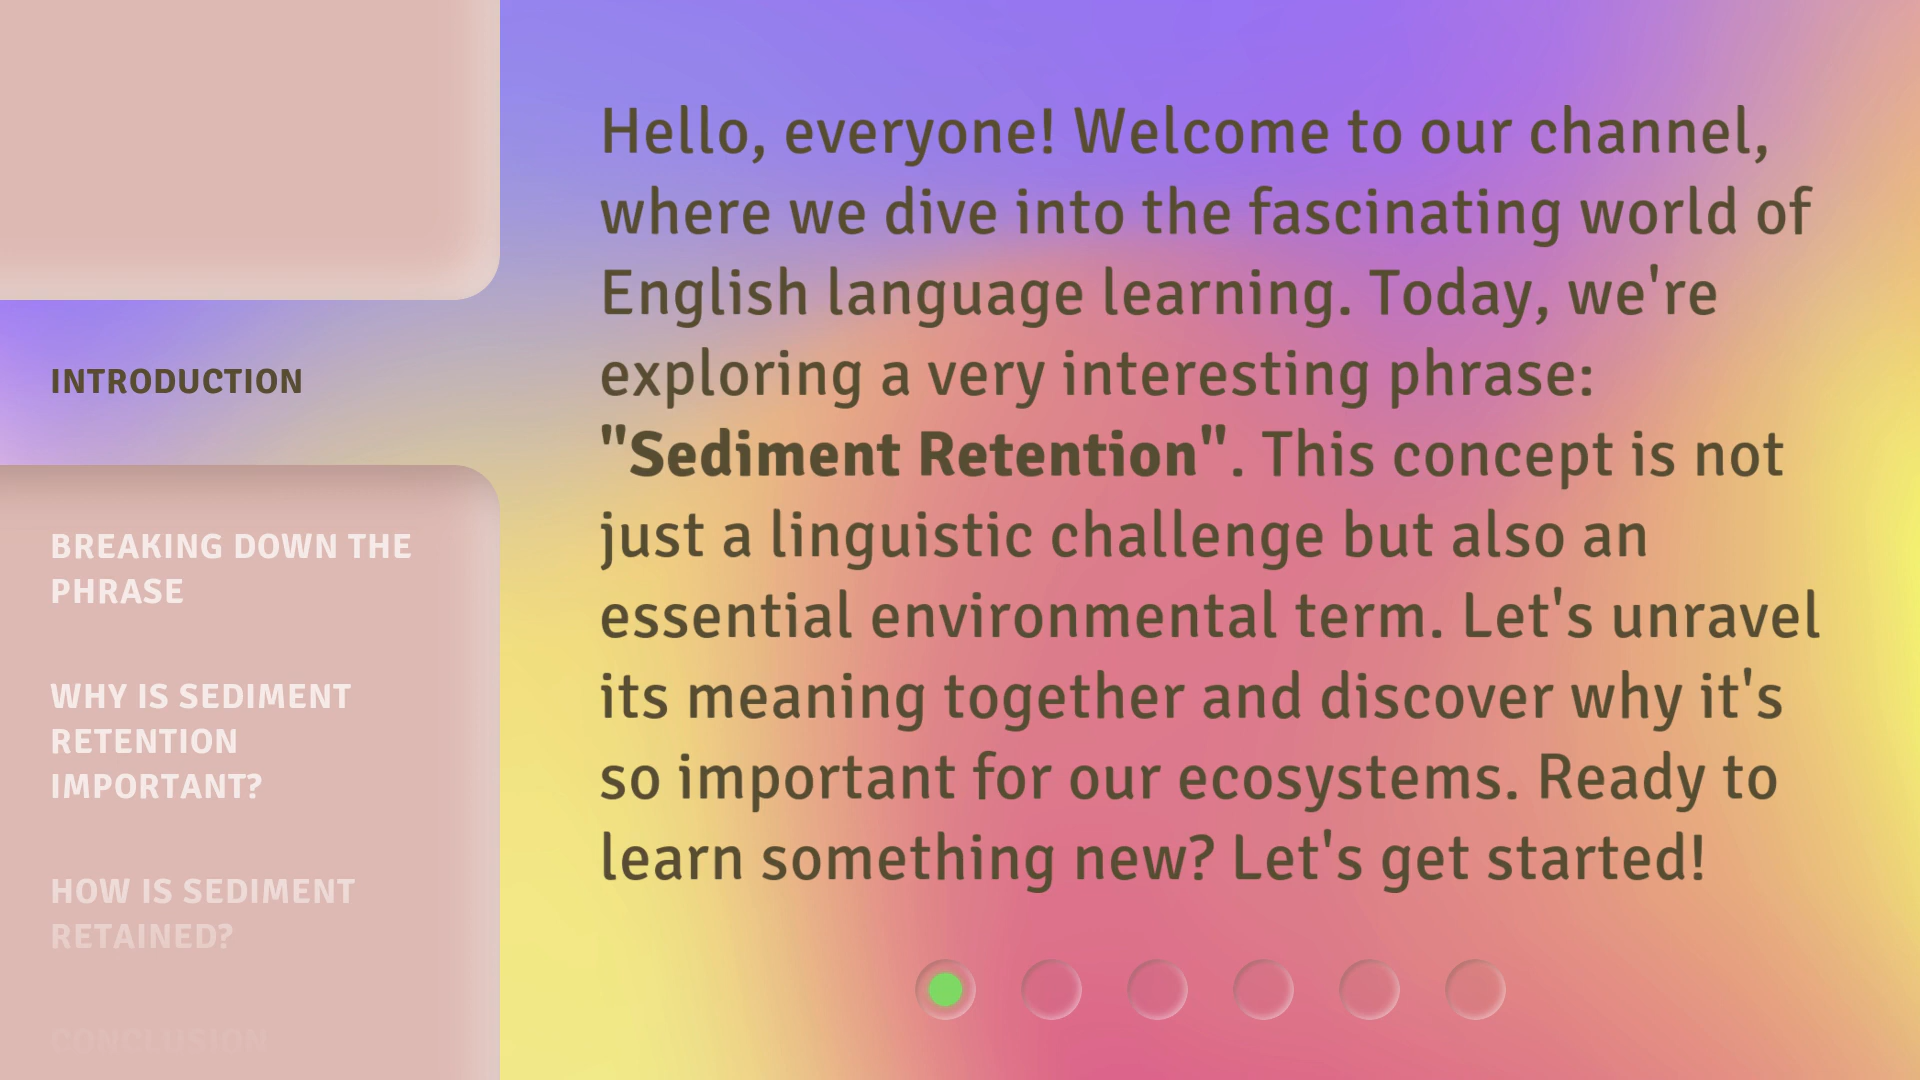 INTRODUCTION
BREAKING DOWN THE
PHRASE
WHY IS SEDIMENT
RETENTION
IMPORTANT?
HOW IS SEDIMENT
RETAINED?
CONCLUSION
Hello, everyone! Welcome to our channel,
where we dive into the fascinating world of
English language learning. Today, we're
exploring a very interesting phrase:
"Sediment Retention". This concept is not
just a linguistic challenge but also an
essential environmental term. Let's unravel
its meaning together and discover why it's
so important for our ecosystems. Ready to
learn something new? Let's get started!